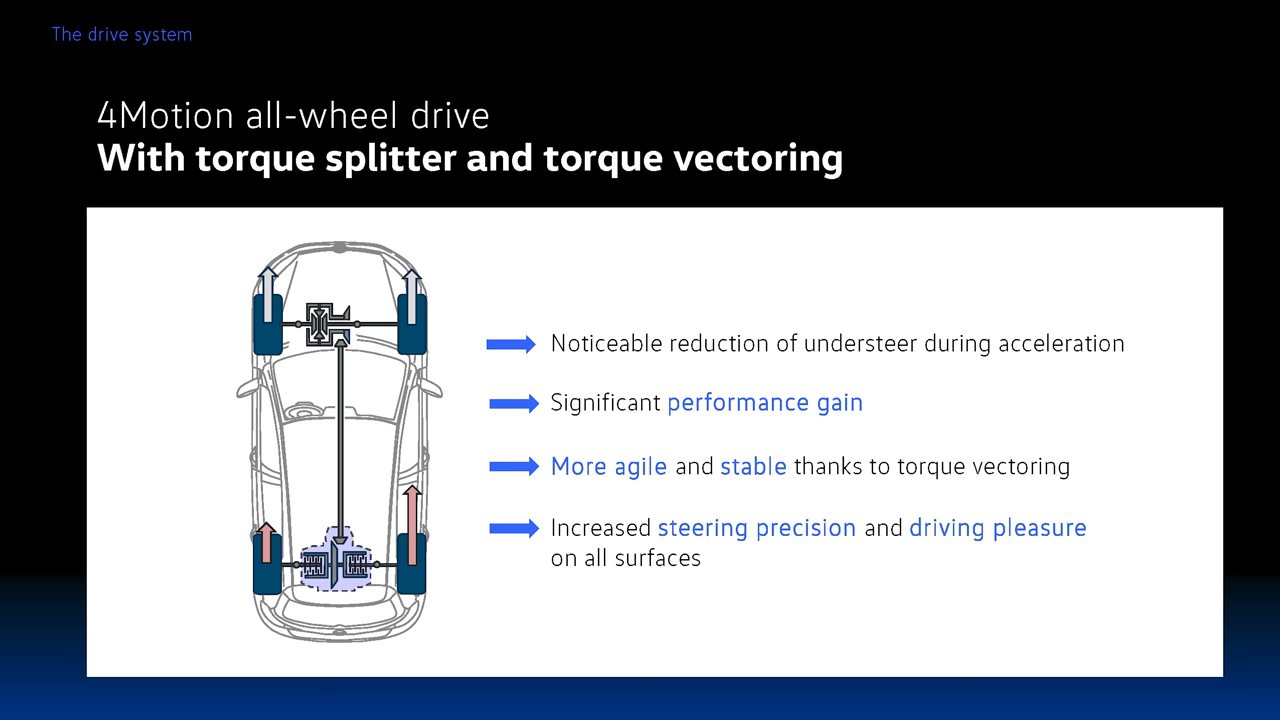 The drive system
4Motion all-wheel drive
With torque splitter and torque vectoring
Noticeable reduction of understeer during acceleration
Significant performance gain
More agile and stable thanks to torque vectoring
Increased steering precision and driving pleasure
on all surfaces